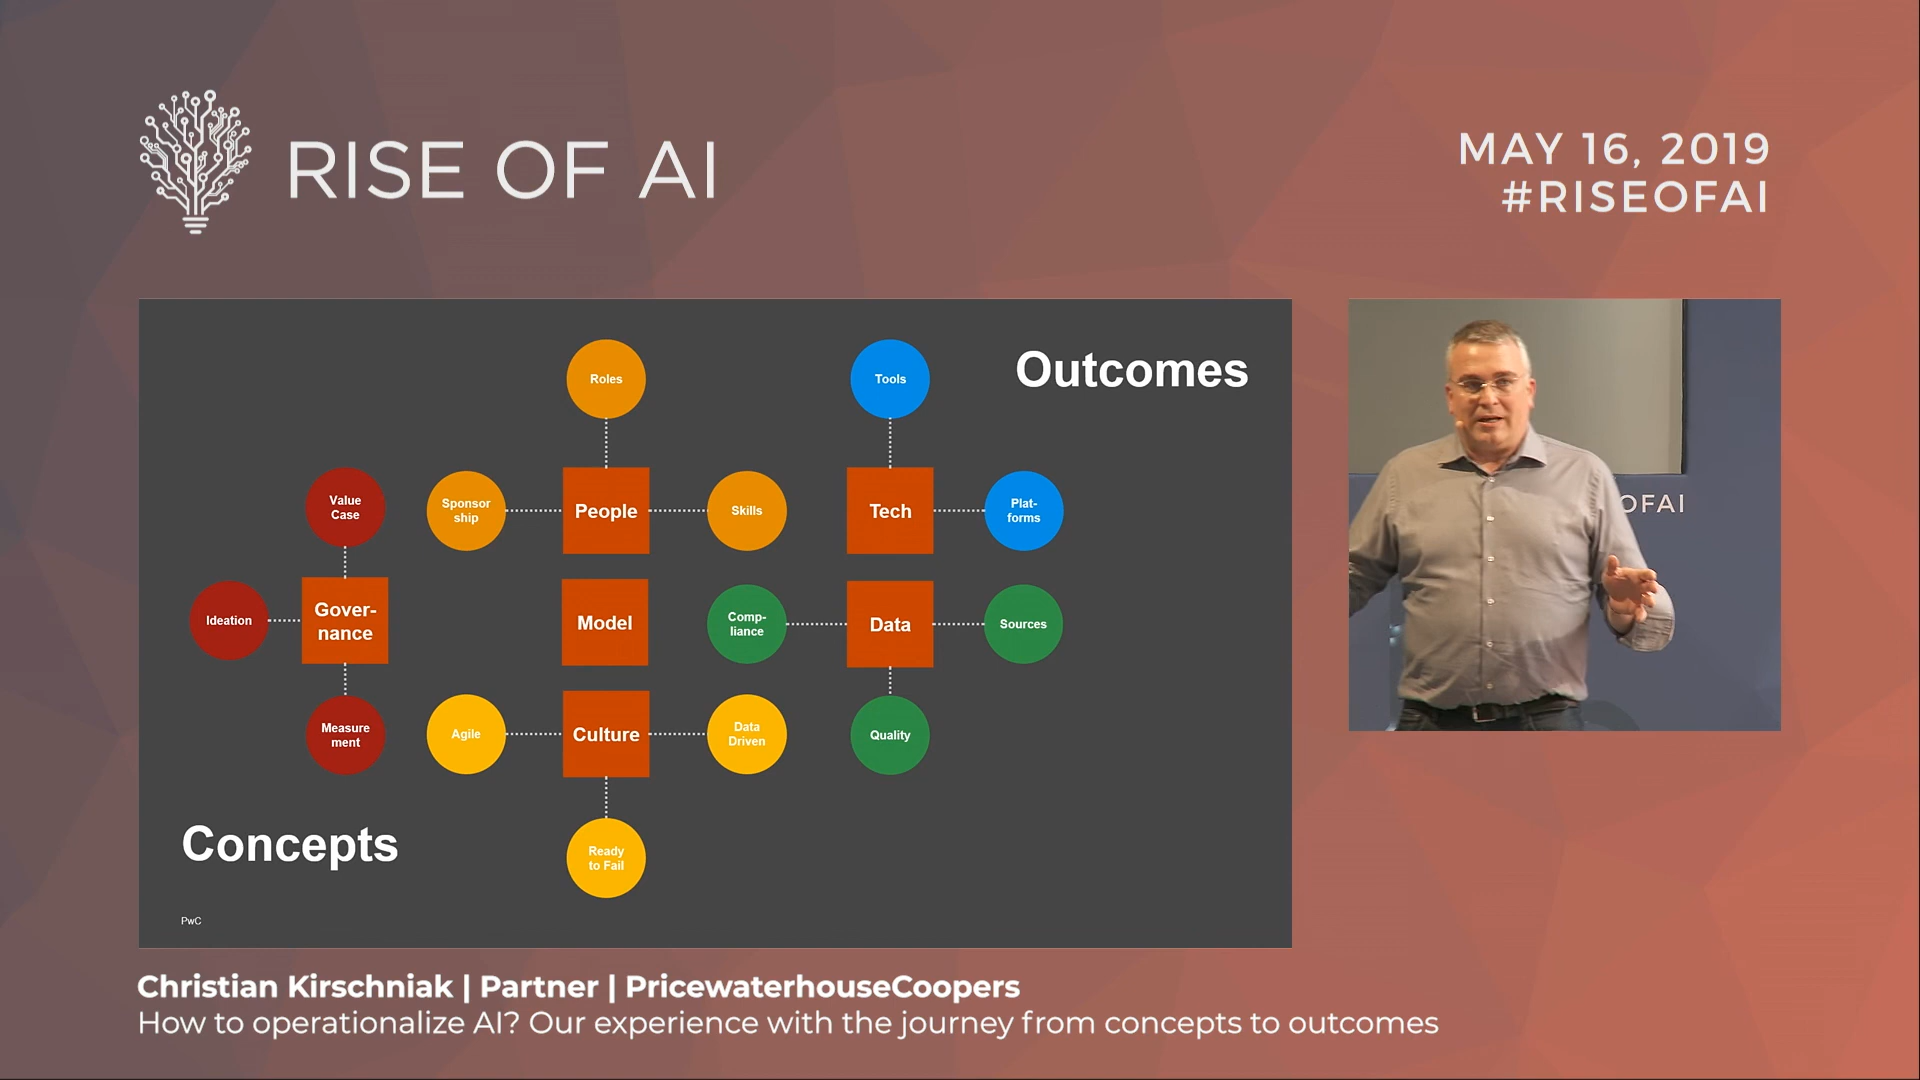 RISE OF AI
MAY 16, 2019
#RISEOFAI
Outcomes
Roles
Tools
Value
Case
Sponsor
ship
People
Skills
Tech
Plat-
forms
Ideation
Gover-
nance
Model
Comp-
liance
Data
Sources
Measure
ment
Agile
Culture
Data
Driven
Quality
Ready
to Fail
Concepts
PwC
OFAI
Christian Kirschniak | Partner | PricewaterhouseCoopers
How to operationalize AI? Our experience with the journey from concepts to outcomes